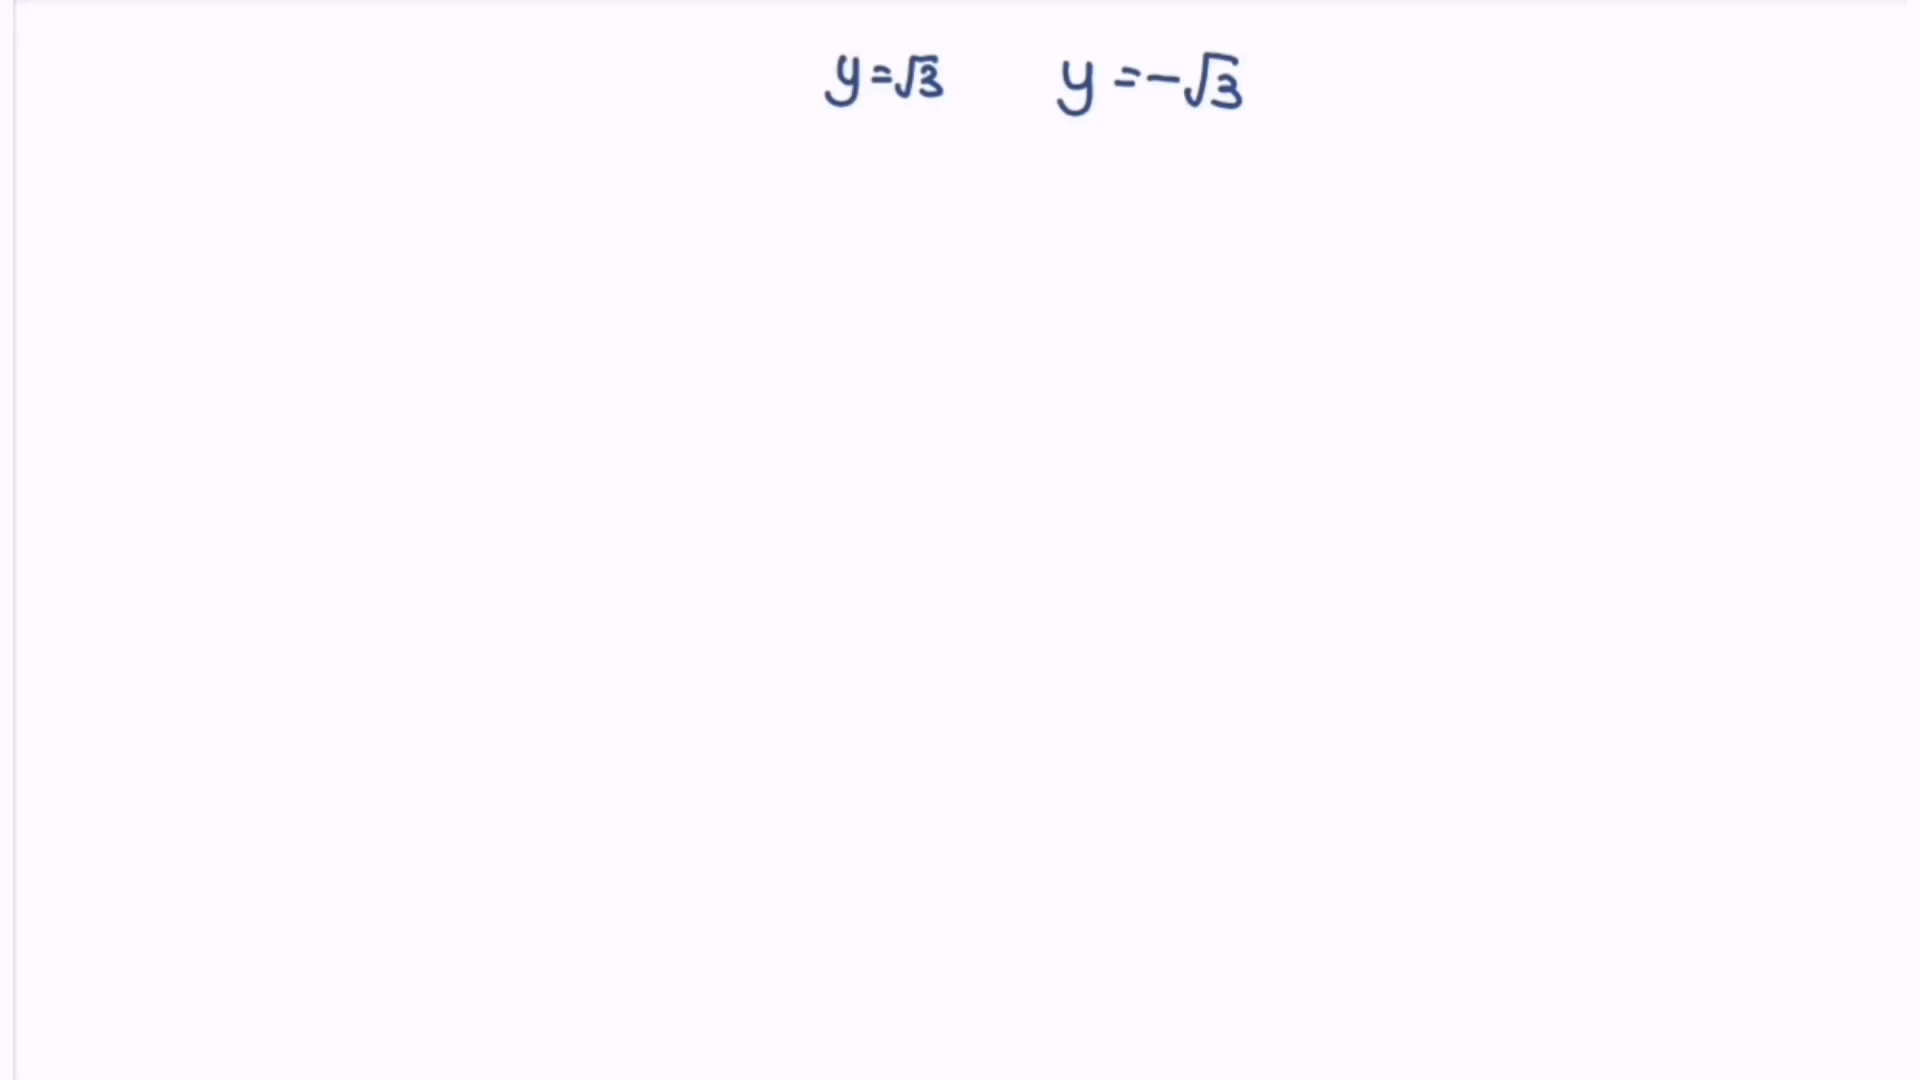 y = √3 y = -√3